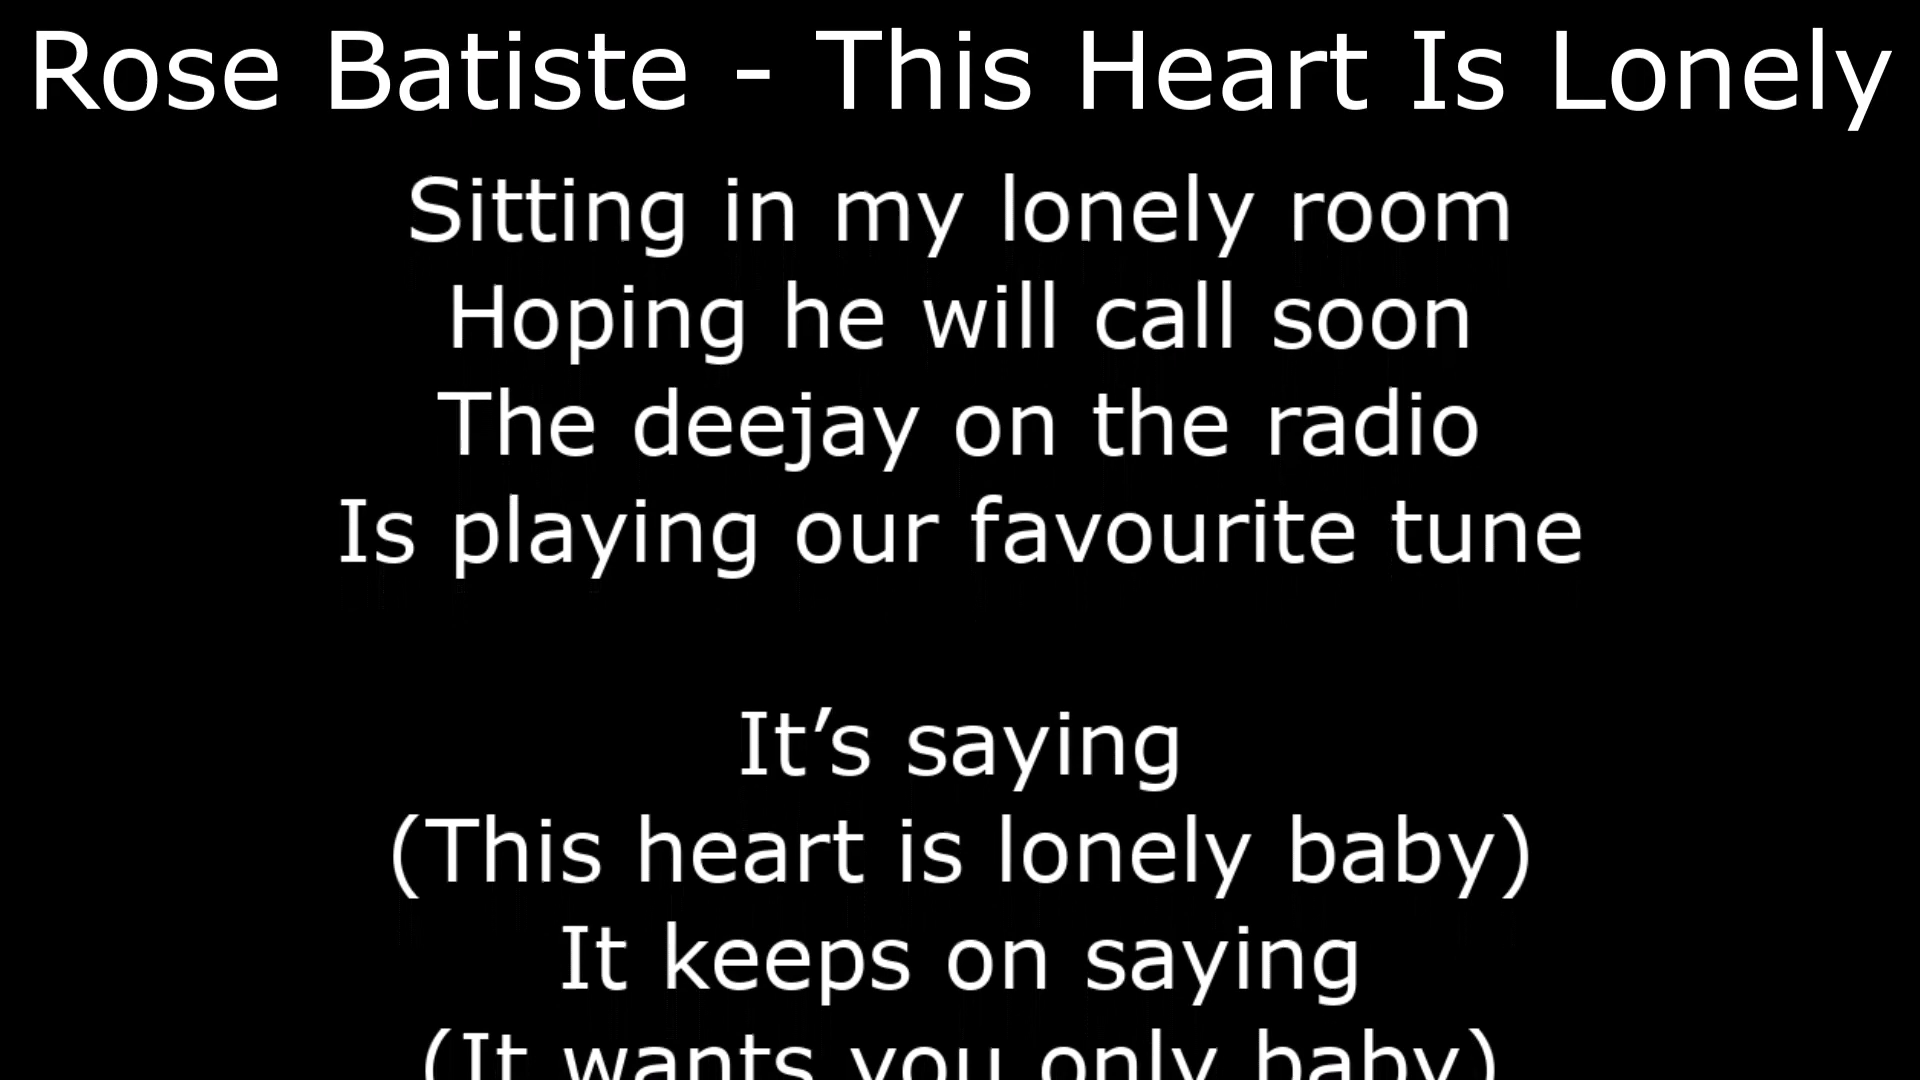 Rose Batiste - This Heart Is Lonely
Sitting in my lonely room
Hoping he will call soon
The deejay on the radio
Is playing our favourite tune
It’s saying
(This heart is lonely baby)
It keeps on saying
(It wants you only baby)